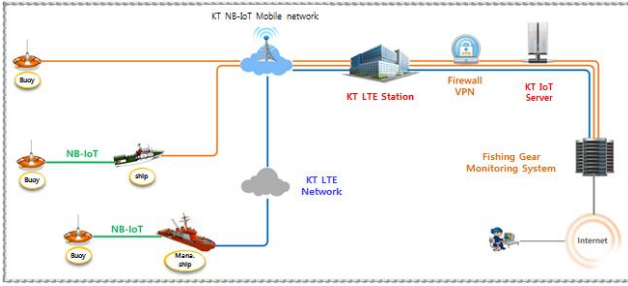 KT NB-IoT Mobile network
Buoy
KT LTE Station
Firewall
VPN
KT IoT
Server
NB-IoT
Buoy
ship
KT LTE
Network
Fishing Gear
Monitoring System
NB-IoT
Buoy
Mana.
ship
Internet